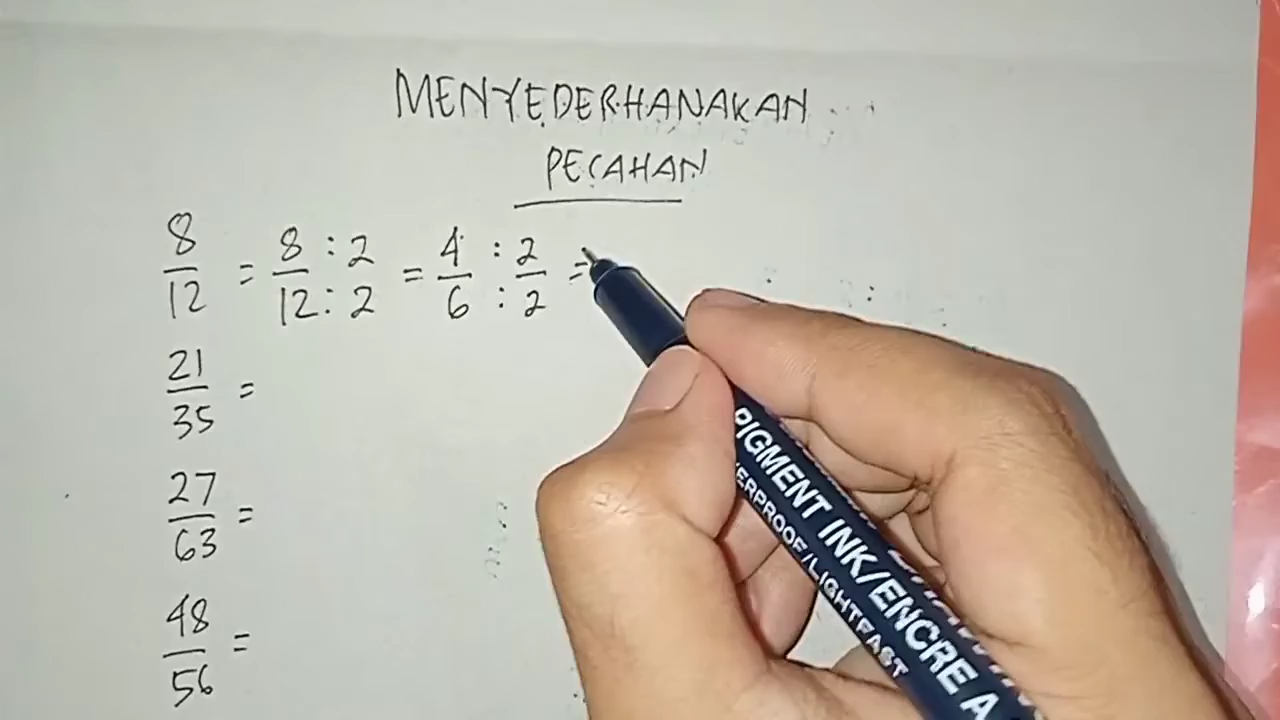 MENYEDERHANAKAN
PECAHAN
8/12 = 8 : 2 / 12 : 2 = 4 : 2 / 6 : 2 =
21/35 =
27/63 =
48/56 =
PIGMENT INK/ENCRE
ERPROOF/LIGHTFAST